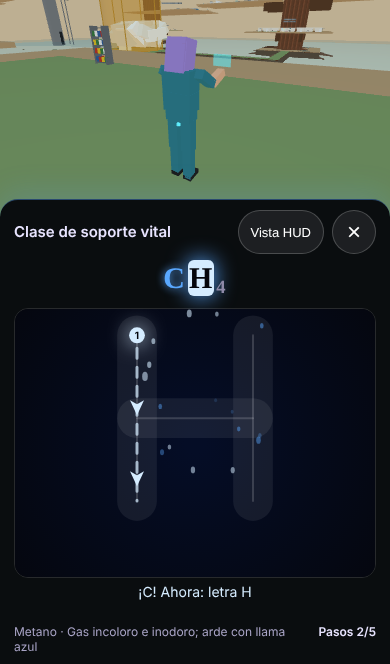 Clase de soporte vital
Vista HUD
CH4
1
¡C! Ahora: letra H
Metano · Gas incoloro e inodoro; arde con llama azul
Pasos 2/5